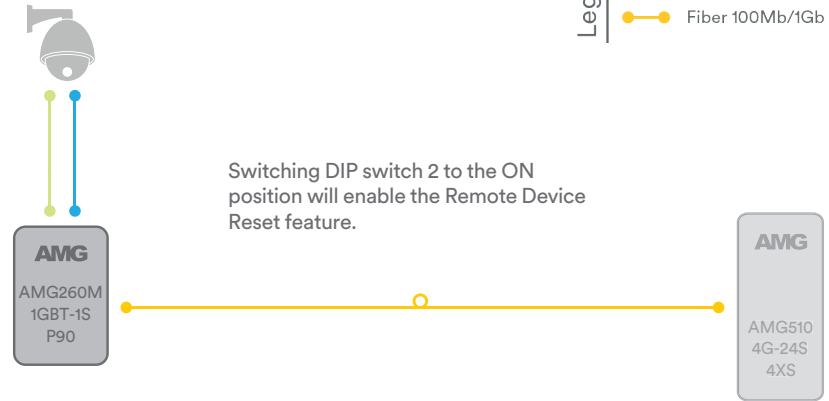 Leg
Fiber 100Mb/1Gb
Switching DIP switch 2 to the ON
position will enable the Remote Device
Reset feature.
AMG
AMG260M
1GBT-1S
P90
AMG
AMG510
4G-24S
4XS